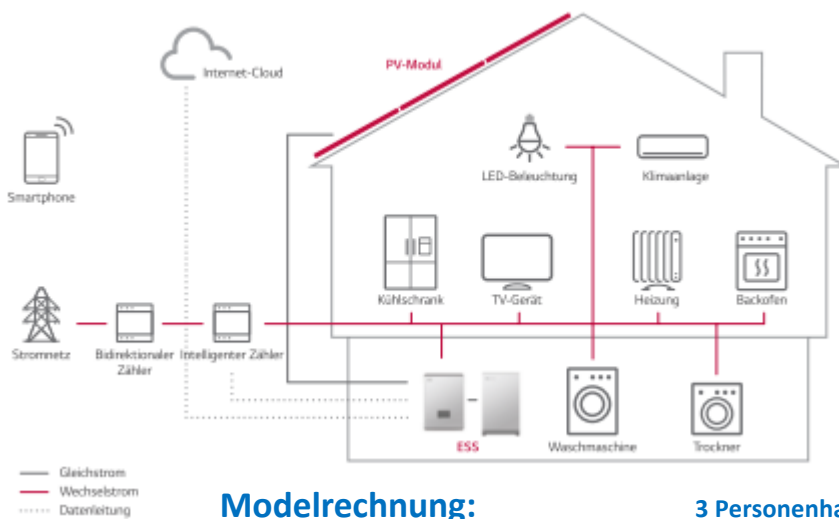 Internet-Cloud
PV-Modul
Smartphone
LED-Beleuchtung
Klimaanlage
Kühlschrank
TV-Gerät
Heizung
Backofen
Stromnetz
Bidirektionaler
Zähler
Intelligenter Zähler
ESS
Waschmaschine
Trockner
Gleichstrom
Wechselstrom
Datenleitung
Modelrechnung:
3 Personenha